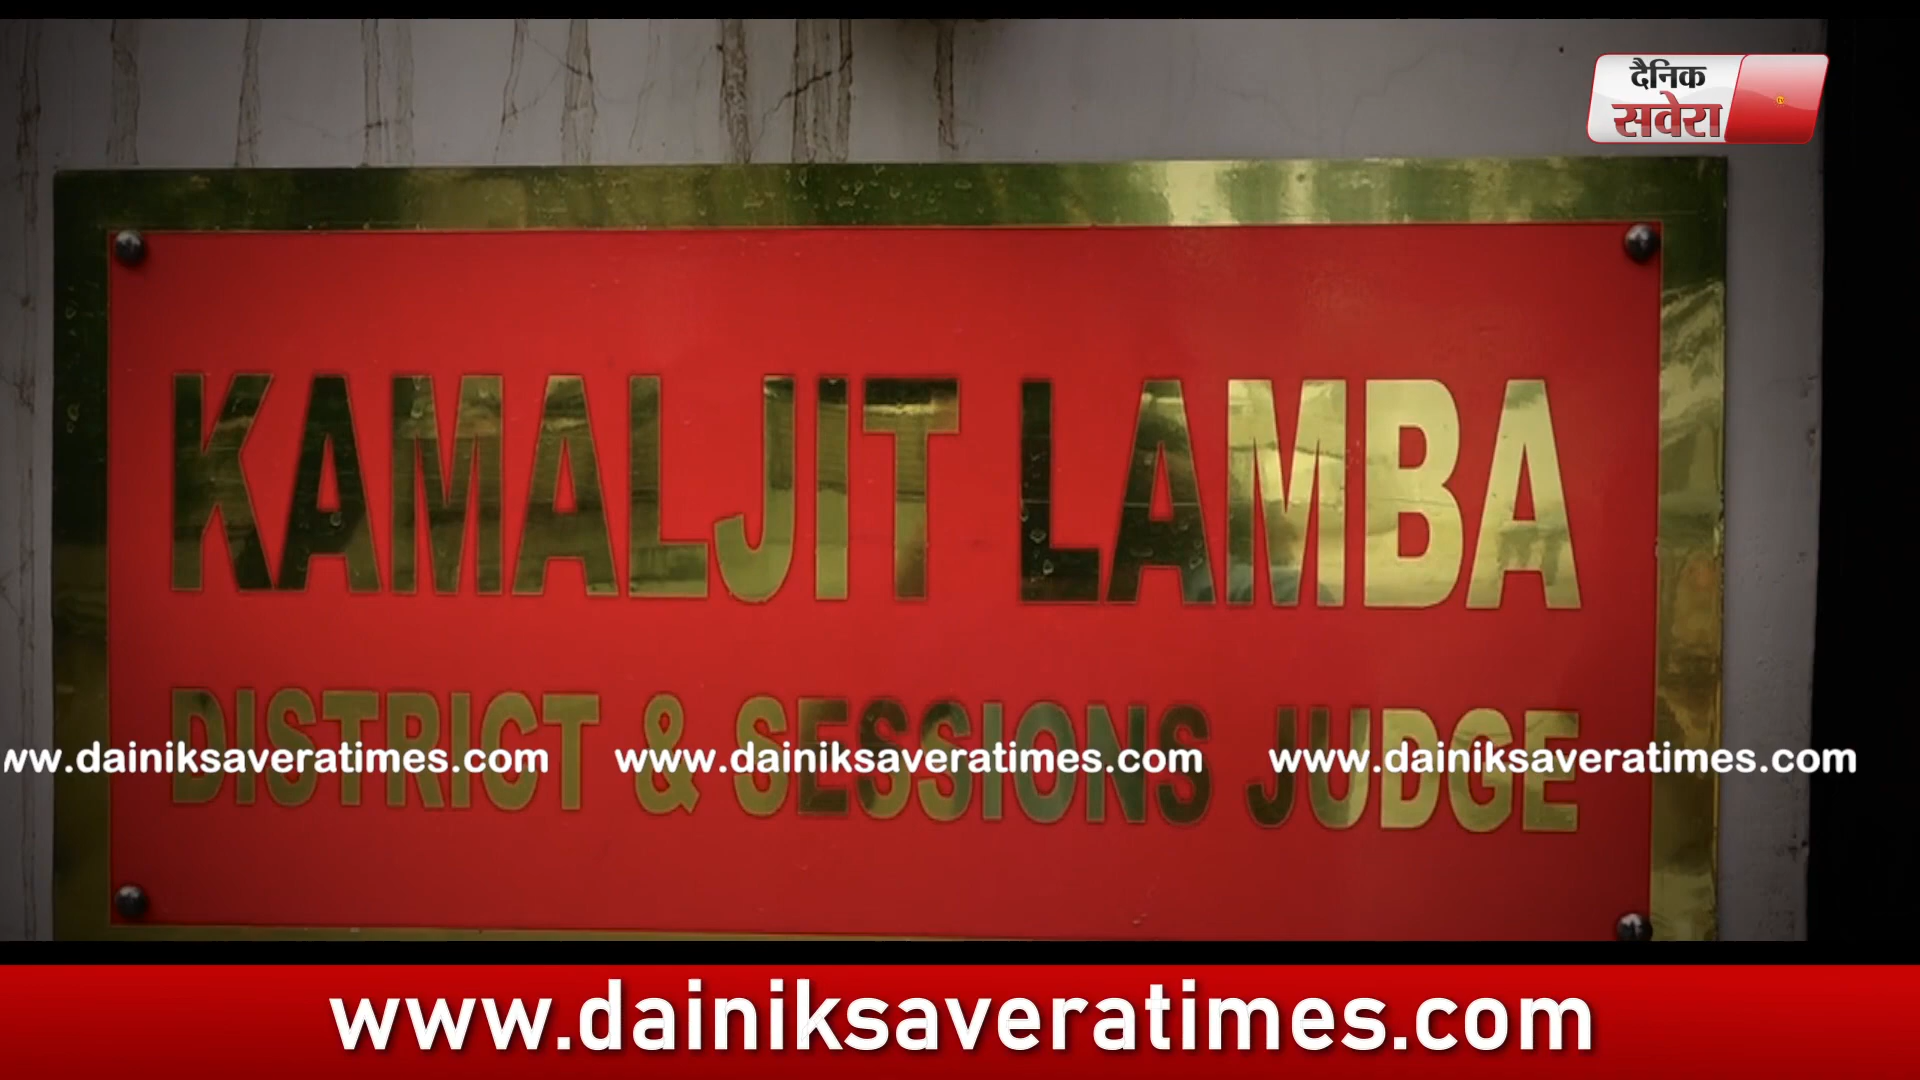 दैनिक
सवेरा
KAMALJIT LAMBA
DISTRICT & SESSIONS JUDGE
ww.dainiksaveratimes.com www.dainiksaveratimes.com www.dainiksaveratimes.com
www.dainiksaveratimes.com